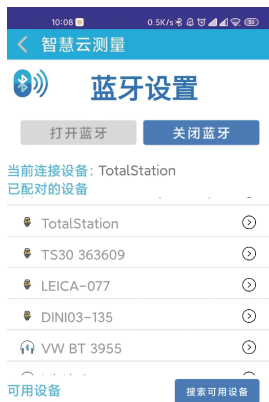 10:08 0.5K/s
智慧云测量
蓝牙设置
打开蓝牙 关闭蓝牙
当前连接设备: TotalStation
已配对的设备
TotalStation
TS30 363609
LEICA-077
DINI03-135
VW BT 3955
可用设备 搜索可用设备